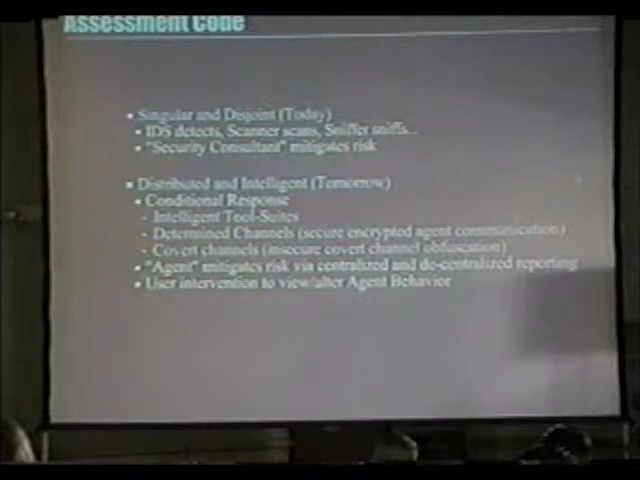 Assessment Code
▪ Singular and Disjoint (Today)
▪ IDS detects, Scanner scans, Sniffer sniffs...
▪ "Security Consultant" mitigates risk
▪ Distributed and Intelligent (Tomorrow)
▪ Conditional Response
- Intelligent Tool-Suites
- Determined Channels (secure encrypted agent communication)
- Covert channels (insecure covert channel obfuscation)
▪ "Agent" mitigates risk via centralized and de-centralized reporting
▪ User intervention to view/alter Agent Behavior